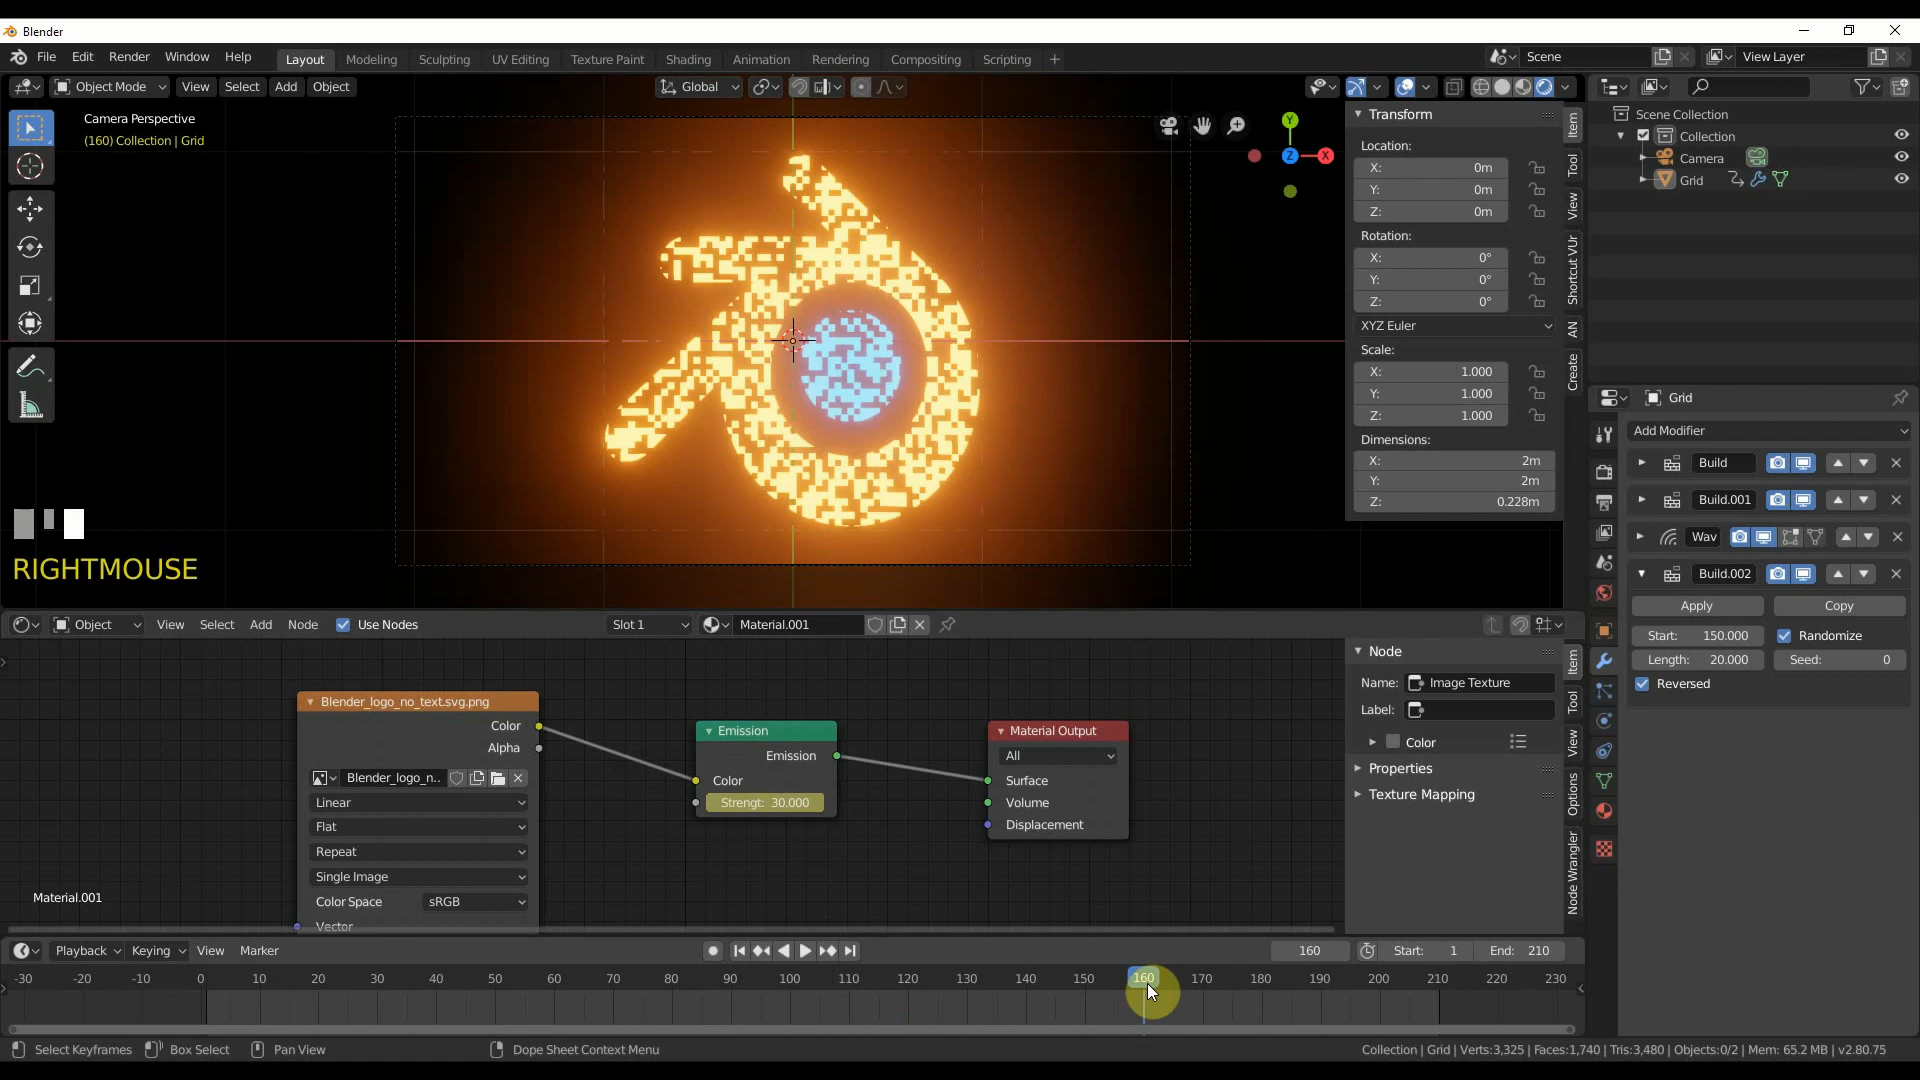 Blender
File Edit Render Window Help Layout Modeling Sculpting UV Editing Texture Paint Shading Animation Rendering Compositing Scripting + Scene View Layer
Object Mode View Select Add Object Global
Camera Perspective
(160) Collection | Grid
Y
Z
X
RIGHTMOUSE
Transform
Location:
X: 0m
Y: 0m
Z: 0m
Rotation:
X: 0°
Y: 0°
Z: 0°
XYZ Euler
Scale:
X: 1.000
Y: 1.000
Z: 1.000
Dimensions:
X: 2m
Y: 2m
Z: 0.228m
Item
Tool
View
Shortcut VUr
AN
Create
Scene Collection
Collection
Camera
Grid
Grid
Add Modifier
Build
Build.001
Wav
Build.002
Apply Copy
Start: 150.000 Randomize
Length: 20.000 Seed: 0
Reversed
Object View Select Add Node Use Nodes Slot 1 Material.001
Blender_logo_no_text.svg.png
Color
Alpha
Blender_logo_n..
Linear
Flat
Repeat
Single Image
Color Space sRGB
Vector
Emission
Emission
Color
Strengt: 30.000
Material Output
All
Surface
Volume
Displacement
Material.001
Node
Name: Image Texture
Label:
Color
Properties
Texture Mapping
Item
Tool
View
Options
Node Wrangler
Playback Keying View Marker 160 Start: 1 End: 210
-30 -20 -10 0 10 20 30 40 50 60 70 80 90 100 110 120 130 140 150 160 170 180 190 200 210 220 230
Select Keyframes Box Select Pan View Dope Sheet Context Menu Collection | Grid | Verts:3,325 | Faces:1,740 | Tris:3,480 | Objects:0/2 | Mem: 65.2 MB | v2.80.75